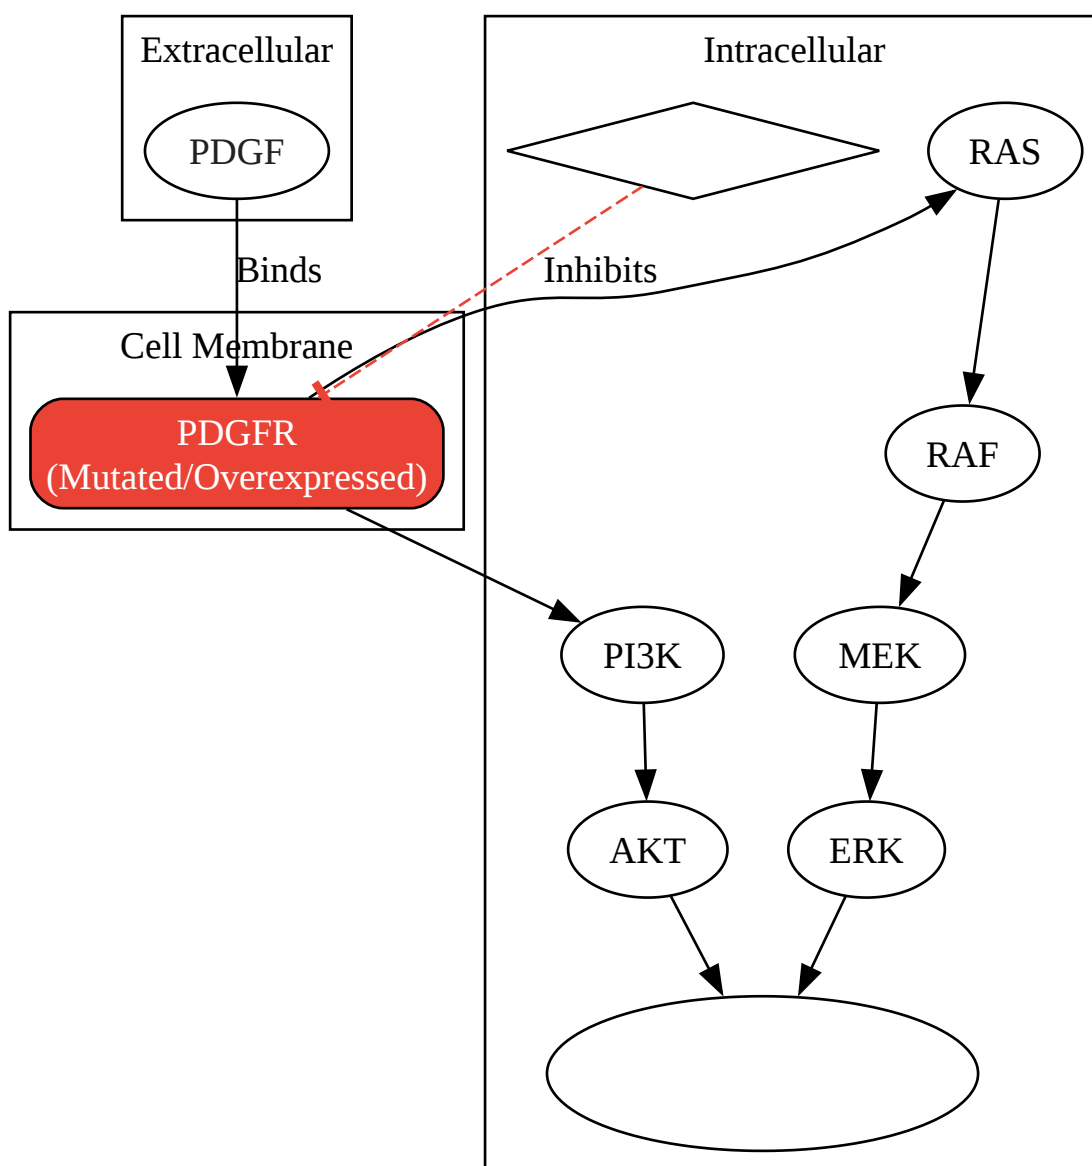 Extracellular
Intracellular
PDGF
RAS
Binds
Inhibits
Cell Membrane
PDGFR
(Mutated/Overexpressed)
RAF
PI3K
MEK
AKT
ERK